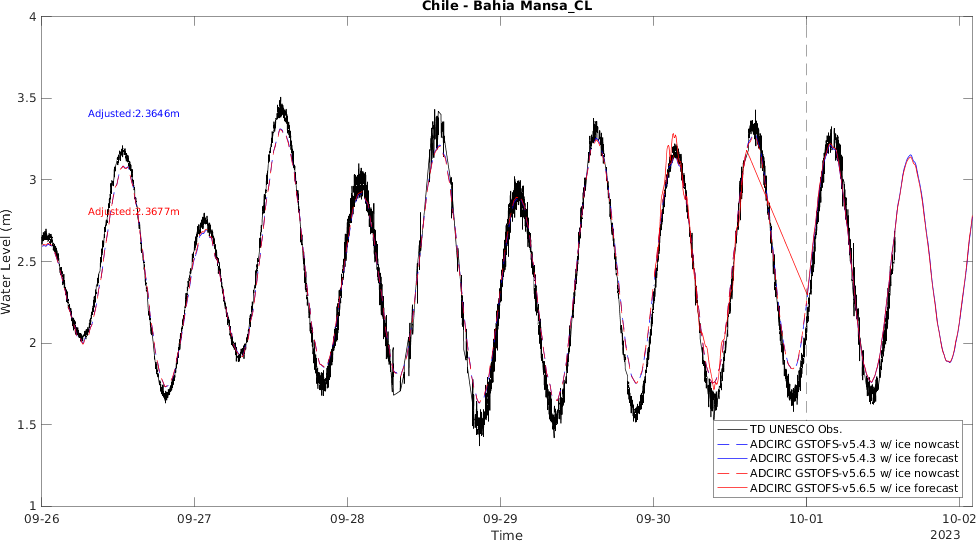 Chile - Bahia Mansa_CL
4
3.5
3
2.5
2
1.5
1
Water Level (m)
Adjusted:2.3646m
Adjusted:2.3677m
TD UNESCO Obs.
ADCIRC GSTOFS-v5.4.3 w/ ice nowcast
ADCIRC GSTOFS-v5.4.3 w/ ice forecast
ADCIRC GSTOFS-v5.6.5 w/ ice nowcast
ADCIRC GSTOFS-v5.6.5 w/ ice forecast
09-26 09-27 09-28 09-29 09-30 10-01 10-02
Time
2023